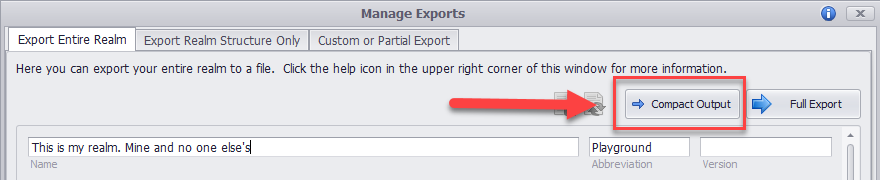 Manage Exports
Export Entire Realm Export Realm Structure Only Custom or Partial Export
Here you can export your entire realm to a file. Click the help icon in the upper right corner of this window for more information.
Compact Output Full Export
This is my realm. Mine and no one else's Playground
Name Abbreviation Version